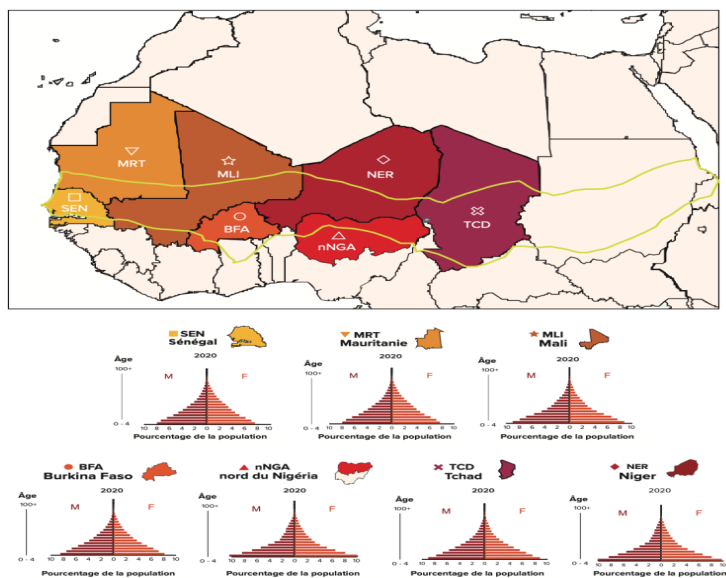 MRT
MLI
NER
SEN
BFA
TCD
nNGA
SEN
Sénégal
MRT
Mauritanie
MLI
Mali
Âge
2020
100+
M
F
0 - 4
10 8 6 4 2 0 2 4 6 8 10
Pourcentage de la population
Âge
2020
100+
M
F
0 - 4
10 8 6 4 2 0 2 4 6 8 10
Pourcentage de la population
Âge
2020
100+
M
F
0 - 4
10 8 6 4 2 0 2 4 6 8 10
Pourcentage de la population
BFA
Burkina Faso
nNGA
nord du Nigéria
TCD
Tchad
NER
Niger
Âge
2020
100+
M
F
0 - 4
10 8 6 4 2 0 2 4 6 8 10
Pourcentage de la population
Âge
2020
100+
M
F
0 - 4
10 8 6 4 2 0 2 4 6 8 10
Pourcentage de la population
Âge
2020
100+
M
F
0 - 4
10 8 6 4 2 0 2 4 6 8 10
Pourcentage de la population
Âge
2020
100+
M
F
0 - 4
10 8 6 4 2 0 2 4 6 8 10
Pourcentage de la population